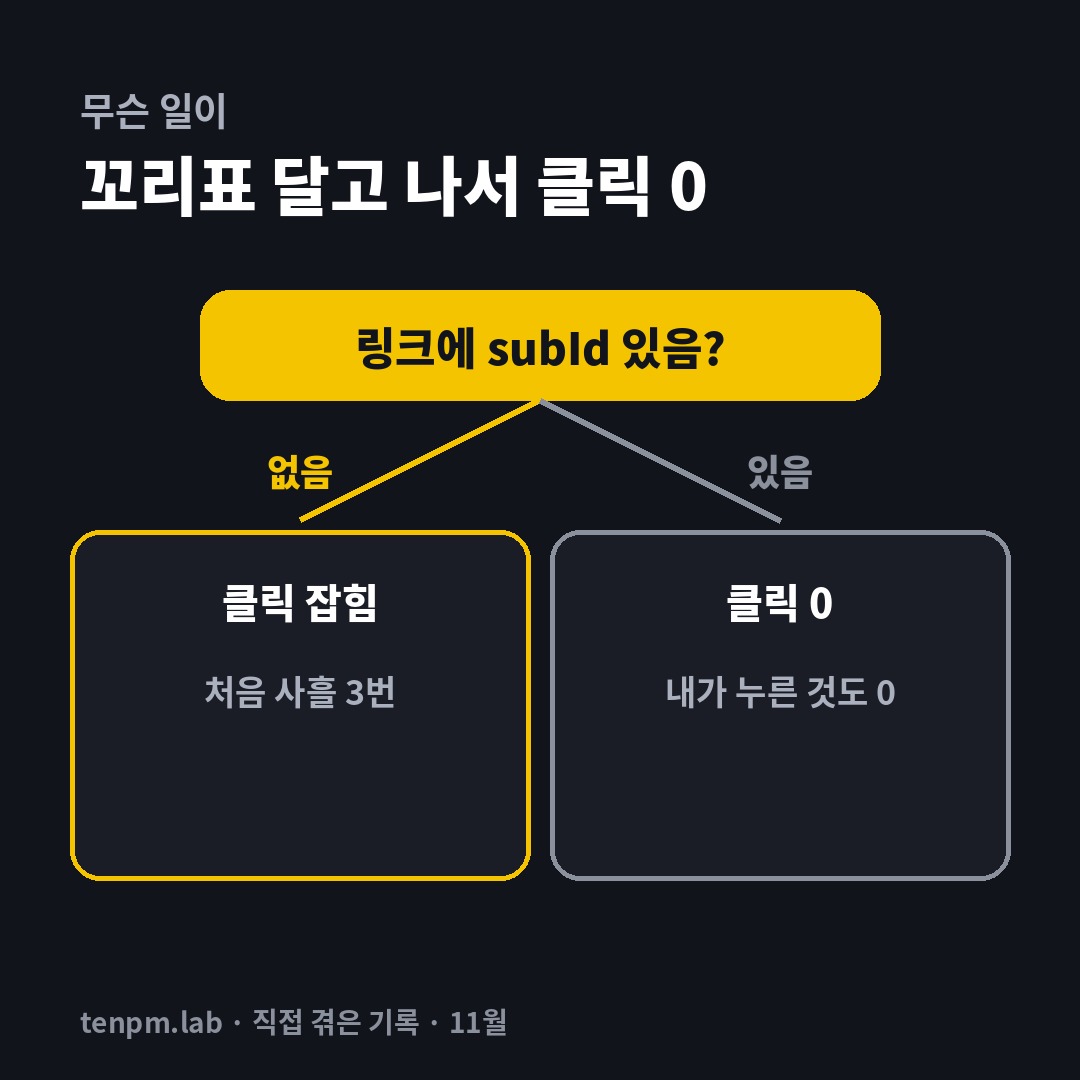 무슨 일이
꼬리표 달고 나서 클릭 0
링크에 subId 있음?
없음
있음
클릭 잡힘
처음 사흘 3번
클릭 0
내가 누른 것도 0
tenpm.lab · 직접 겪은 기록 · 11월